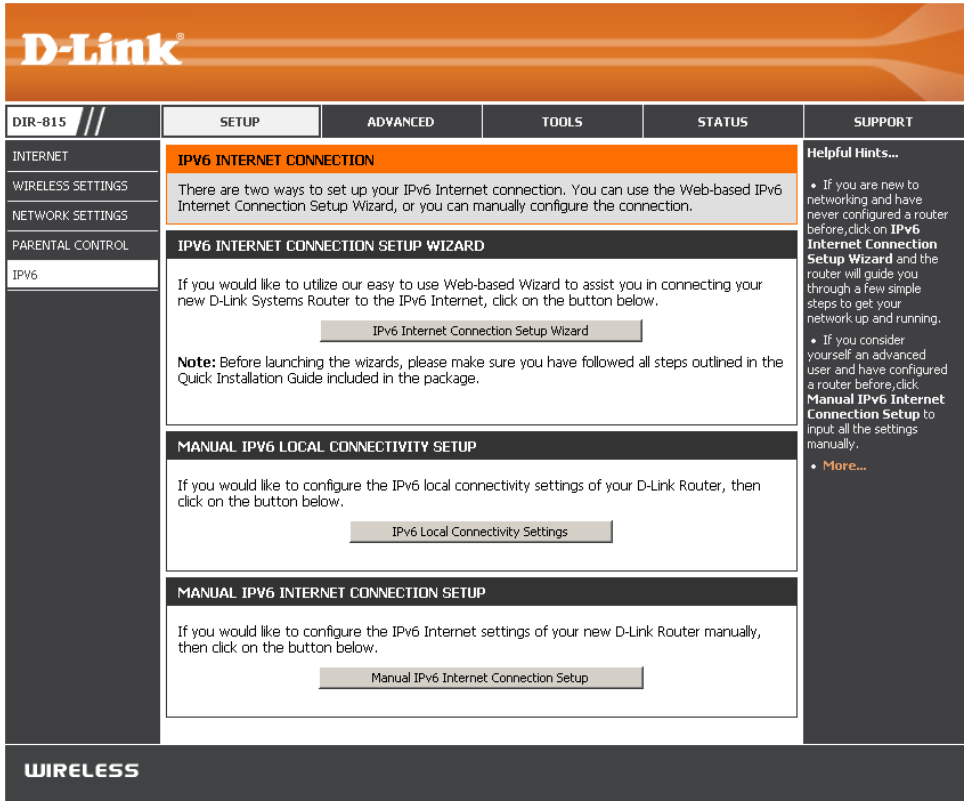 D-Link®
DIR-815
SETUP
ADVANCED
TOOLS
STATUS
SUPPORT
INTERNET
WIRELESS SETTINGS
NETWORK SETTINGS
PARENTAL CONTROL
IPV6
IPV6 INTERNET CONNECTION
There are two ways to set up your IPv6 Internet connection. You can use the Web-based IPv6
Internet Connection Setup Wizard, or you can manually configure the connection.
IPV6 INTERNET CONNECTION SETUP WIZARD
If you would like to utilize our easy to use Web-based Wizard to assist you in connecting your
new D-Link Systems Router to the IPv6 Internet, click on the button below.
IPv6 Internet Connection Setup Wizard
Note: Before launching the wizards, please make sure you have followed all steps outlined in the
Quick Installation Guide included in the package.
MANUAL IPV6 LOCAL CONNECTIVITY SETUP
If you would like to configure the IPv6 local connectivity settings of your D-Link Router, then
click on the button below.
IPv6 Local Connectivity Settings
MANUAL IPV6 INTERNET CONNECTION SETUP
If you would like to configure the IPv6 Internet settings of your new D-Link Router manually,
then click on the button below.
Manual IPv6 Internet Connection Setup
Helpful Hints...
• If you are new to
networking and have
never configured a router
before,click on IPv6
Internet Connection
Setup Wizard and the
router will guide you
through a few simple
steps to get your
network up and running.
• If you consider
yourself an advanced
user and have configured
a router before,click
Manual IPv6 Internet
Connection Setup to
input all the settings
manually.
• More...
WIRELESS